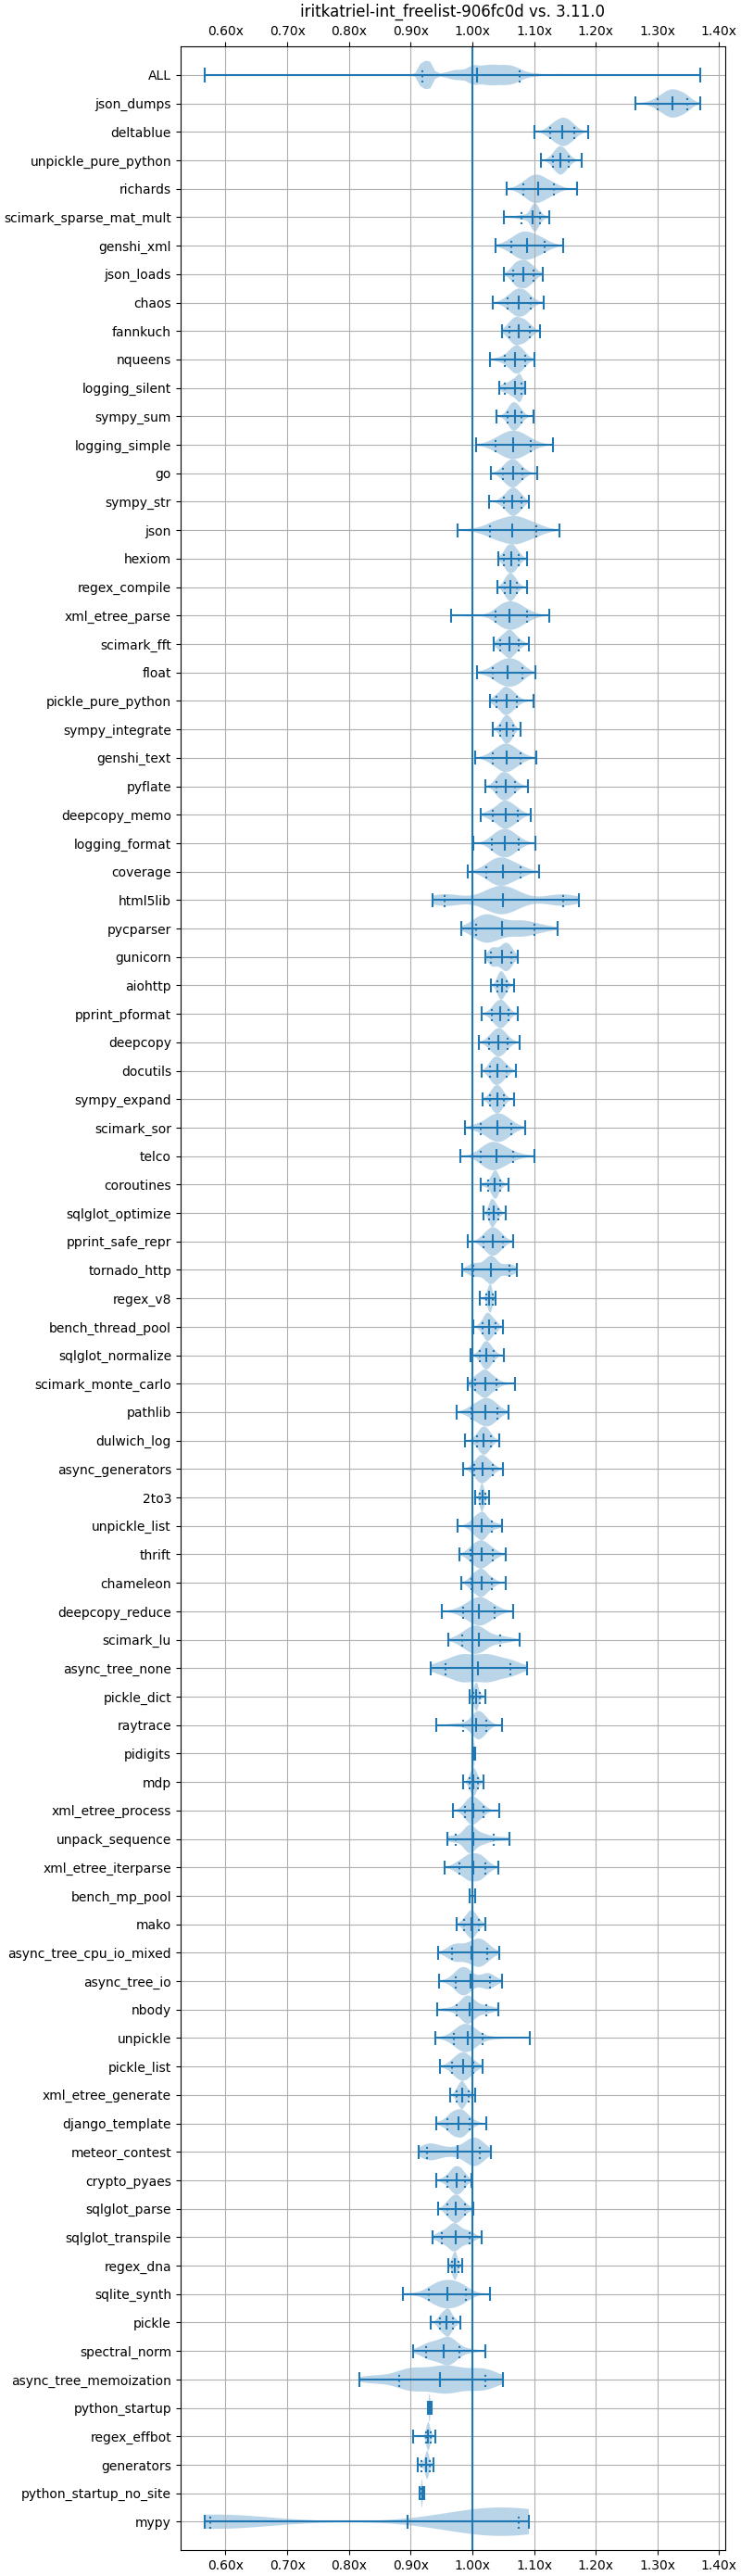 iritkatriel-int_freelist-906fc0d vs. 3.11.0
0.60x 0.70x 0.80x 0.90x 1.00x 1.10x 1.20x 1.30x 1.40x
ALL
json_dumps
deltablue
unpickle_pure_python
richards
scimark_sparse_mat_mult
genshi_xml
json_loads
chaos
fannkuch
nqueens
logging_silent
sympy_sum
logging_simple
go
sympy_str
json
hexiom
regex_compile
xml_etree_parse
scimark_fft
float
pickle_pure_python
sympy_integrate
genshi_text
pyflate
deepcopy_memo
logging_format
coverage
html5lib
pycparser
gunicorn
aiohttp
pprint_pformat
deepcopy
docutils
sympy_expand
scimark_sor
telco
coroutines
sqlglot_optimize
pprint_safe_repr
tornado_http
regex_v8
bench_thread_pool
sqlglot_normalize
scimark_monte_carlo
pathlib
dulwich_log
async_generators
2to3
unpickle_list
thrift
chameleon
deepcopy_reduce
scimark_lu
async_tree_none
pickle_dict
raytrace
pidigits
mdp
xml_etree_process
unpack_sequence
xml_etree_iterparse
bench_mp_pool
mako
async_tree_cpu_io_mixed
async_tree_io
nbody
unpickle
pickle_list
xml_etree_generate
django_template
meteor_contest
crypto_pyaes
sqlglot_parse
sqlglot_transpile
regex_dna
sqlite_synth
pickle
spectral_norm
async_tree_memoization
python_startup
regex_effbot
generators
python_startup_no_site
mypy
0.60x 0.70x 0.80x 0.90x 1.00x 1.10x 1.20x 1.30x 1.40x